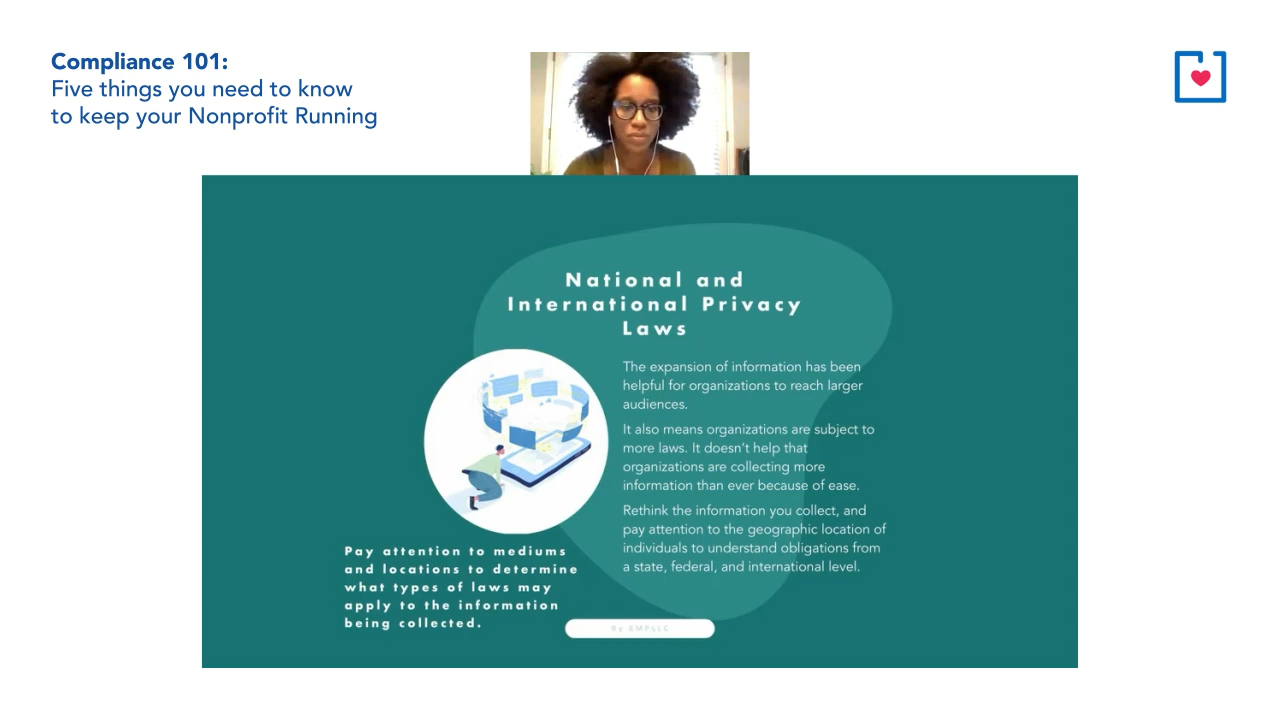 Compliance 101:
Five things you need to know
to keep your Nonprofit Running
National and
International Privacy
Laws
The expansion of information has been
helpful for organizations to reach larger
audiences.
It also means organizations are subject to
more laws. It doesn't help that
organizations are collecting more
information than ever because of ease.
Rethink the information you collect, and
pay attention to the geographic location of
individuals to understand obligations from
a state, federal, and international level.
Pay attention to mediums
and locations to determine
what types of laws may
apply to the information
being collected.
By EMPLLC